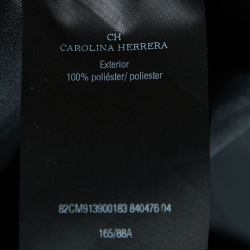 CH
CAROLINA HERRERA
Exterior
100% poliéster/ poliester
82CM913900183 840476 04
165/88A